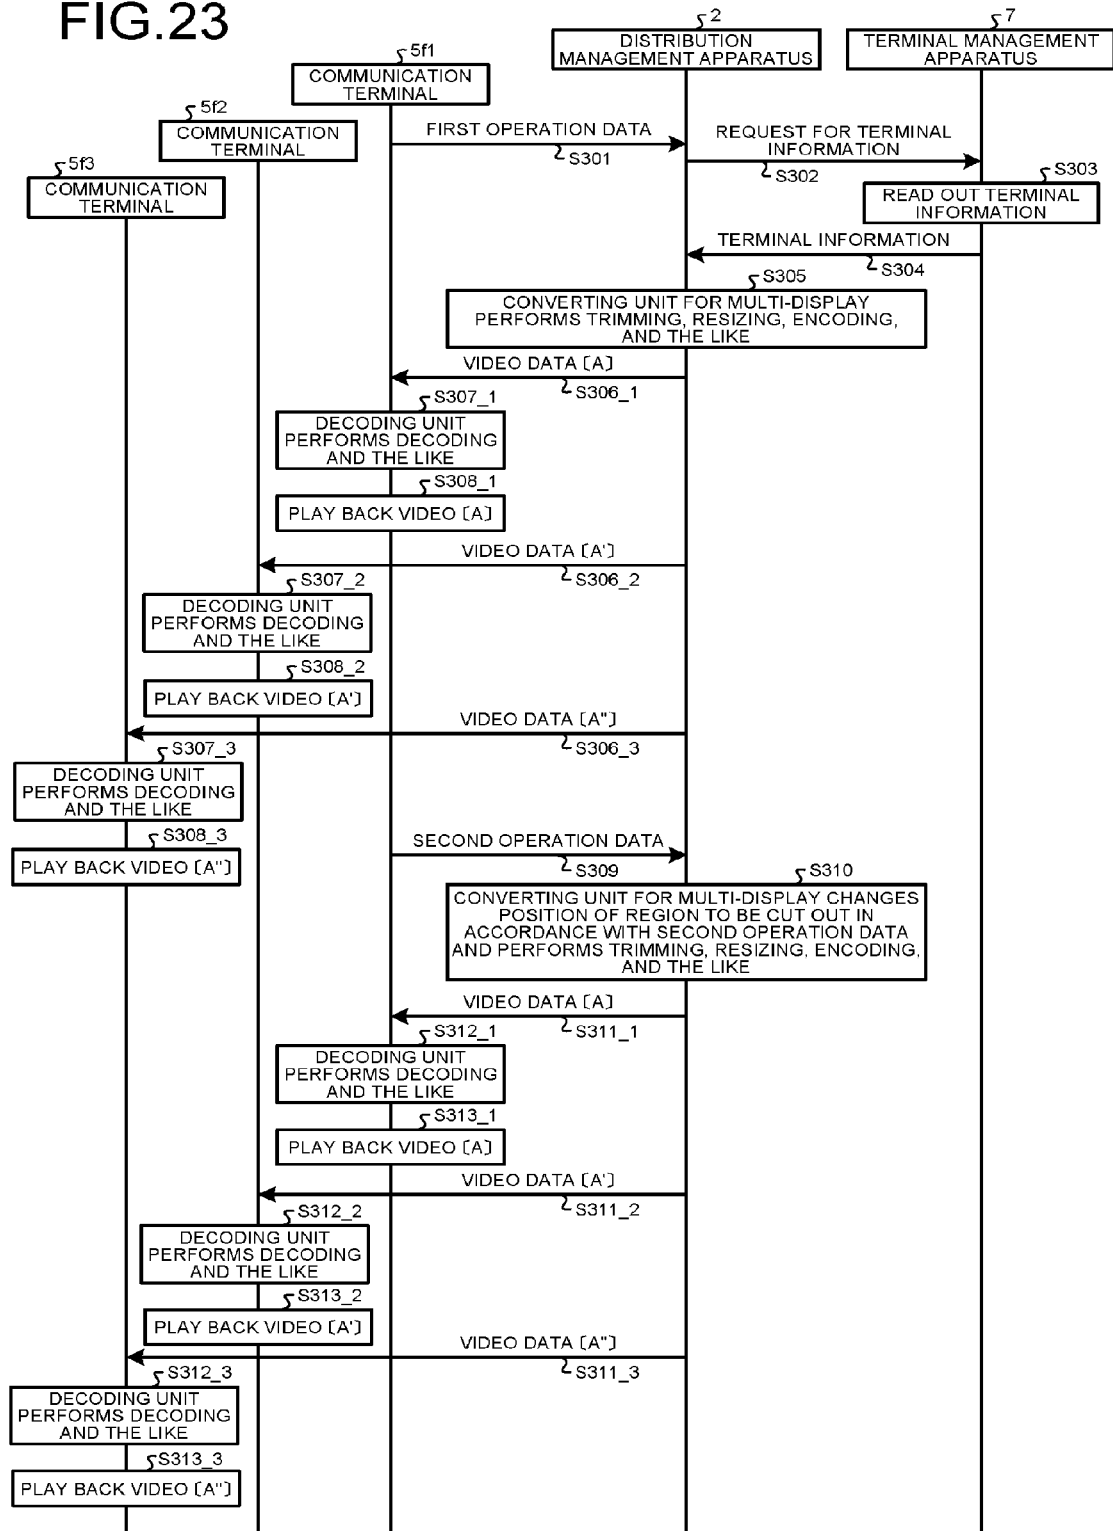 FIG.23
2
7
DISTRIBUTION
MANAGEMENT APPARATUS
TERMINAL MANAGEMENT
APPARATUS
5f1
COMMUNICATION
TERMINAL
5f2
COMMUNICATION
TERMINAL
5f3
COMMUNICATION
TERMINAL
FIRST OPERATION DATA
S301
REQUEST FOR TERMINAL
INFORMATION
S302
S303
READ OUT TERMINAL
INFORMATION
TERMINAL INFORMATION
S304
S305
CONVERTING UNIT FOR MULTI-DISPLAY
PERFORMS TRIMMING, RESIZING, ENCODING,
AND THE LIKE
VIDEO DATA [A]
S306_1
S307_1
DECODING UNIT
PERFORMS DECODING
AND THE LIKE
S308_1
PLAY BACK VIDEO [A]
VIDEO DATA [A']
S306_2
S307_2
DECODING UNIT
PERFORMS DECODING
AND THE LIKE
S308_2
PLAY BACK VIDEO [A']
VIDEO DATA [A'']
S306_3
S307_3
DECODING UNIT
PERFORMS DECODING
AND THE LIKE
S308_3
PLAY BACK VIDEO [A'']
SECOND OPERATION DATA
S309
S310
CONVERTING UNIT FOR MULTI-DISPLAY CHANGES
POSITION OF REGION TO BE CUT OUT IN
ACCORDANCE WITH SECOND OPERATION DATA
AND PERFORMS TRIMMING, RESIZING, ENCODING,
AND THE LIKE
VIDEO DATA [A]
S311_1
S312_1
DECODING UNIT
PERFORMS DECODING
AND THE LIKE
S313_1
PLAY BACK VIDEO [A]
VIDEO DATA [A']
S311_2
S312_2
DECODING UNIT
PERFORMS DECODING
AND THE LIKE
S313_2
PLAY BACK VIDEO [A']
VIDEO DATA [A'']
S311_3
S312_3
DECODING UNIT
PERFORMS DECODING
AND THE LIKE
S313_3
PLAY BACK VIDEO [A'']